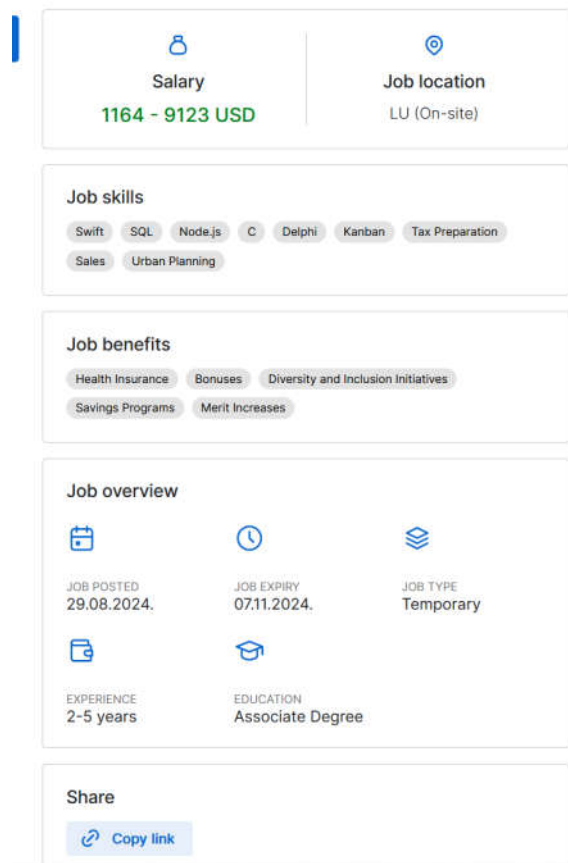 Salary
1164 - 9123 USD
Job location
LU (On-site)
Job skills
Swift SQL Node.js C Delphi Kanban Tax Preparation
Sales Urban Planning
Job benefits
Health Insurance Bonuses Diversity and Inclusion Initiatives
Savings Programs Merit Increases
Job overview
JOB POSTED
29.08.2024.
JOB EXPIRY
07.11.2024.
JOB TYPE
Temporary
EXPERIENCE
2-5 years
EDUCATION
Associate Degree
Share
Copy link